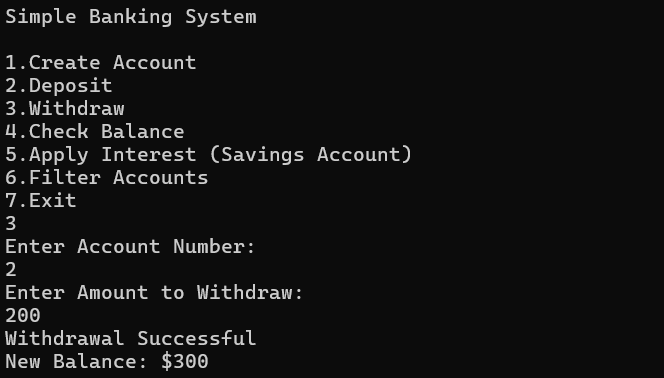 Simple Banking System
1.Create Account
2.Deposit
3.Withdraw
4.Check Balance
5.Apply Interest (Savings Account)
6.Filter Accounts
7.Exit
3
Enter Account Number:
2
Enter Amount to Withdraw:
200
Withdrawal Successful
New Balance: $300